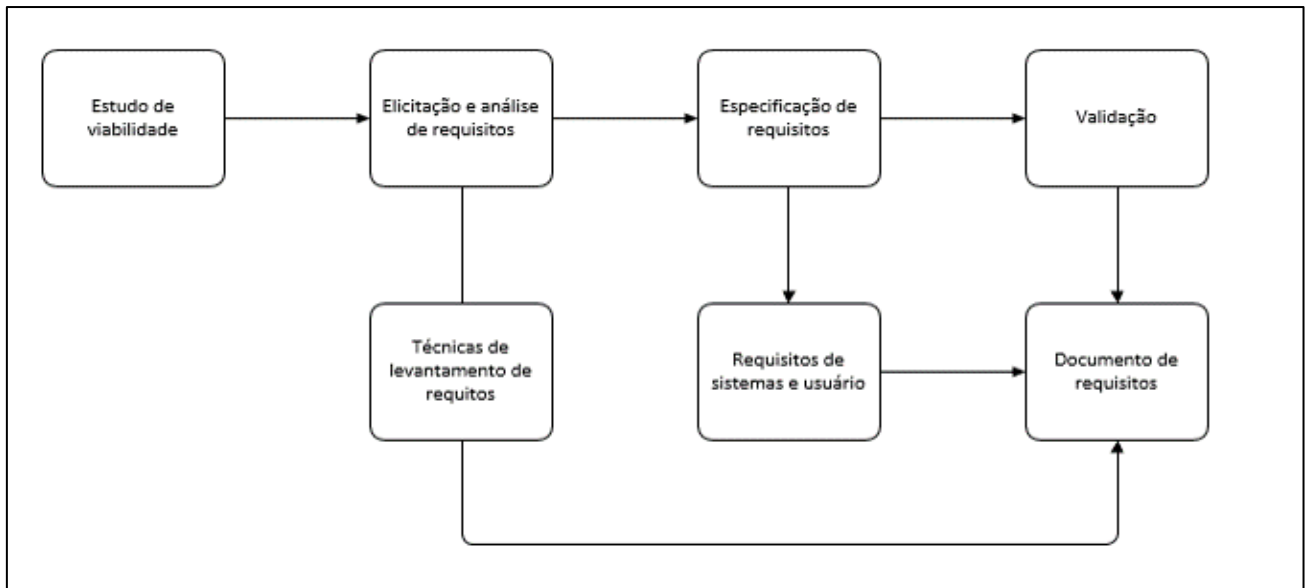 Estudo de
viabilidade
Elicitação e análise
de requisitos
Especificação de
requisitos
Validação
Técnicas de
levantamento de
requitos
Requisitos de
sistemas e usuário
Documento de
requisitos